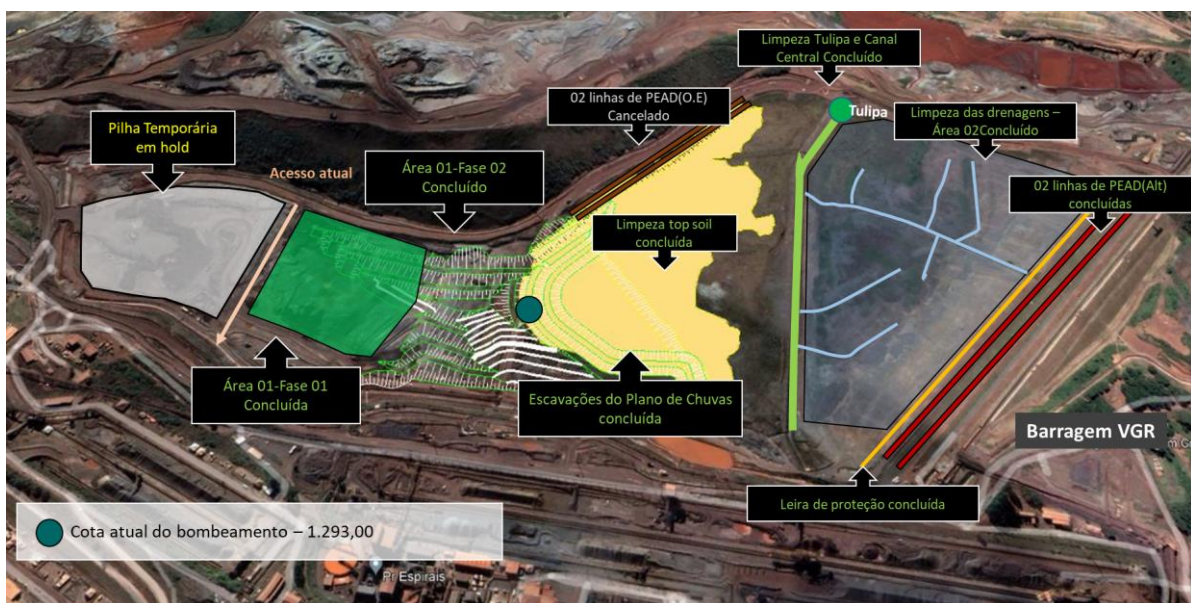 Limpeza Tulipa e Canal
Central Concluído
02 linhas de PEAD(O.E)
Cancelado
Tulipa
Limpeza das drenagens –
Área 02Concluído
Pilha Temporária
em hold
Acesso atual
Área 01-Fase 02
Concluído
02 linhas de PEAD(Alt)
concluídas
Limpeza top soil
concluída
Área 01-Fase 01
Concluída
Escavações do Plano de Chuvas
concluída
Barragem VGR
Leira de proteção concluída
Cota atual do bombeamento – 1.293,00
Pr Espirais